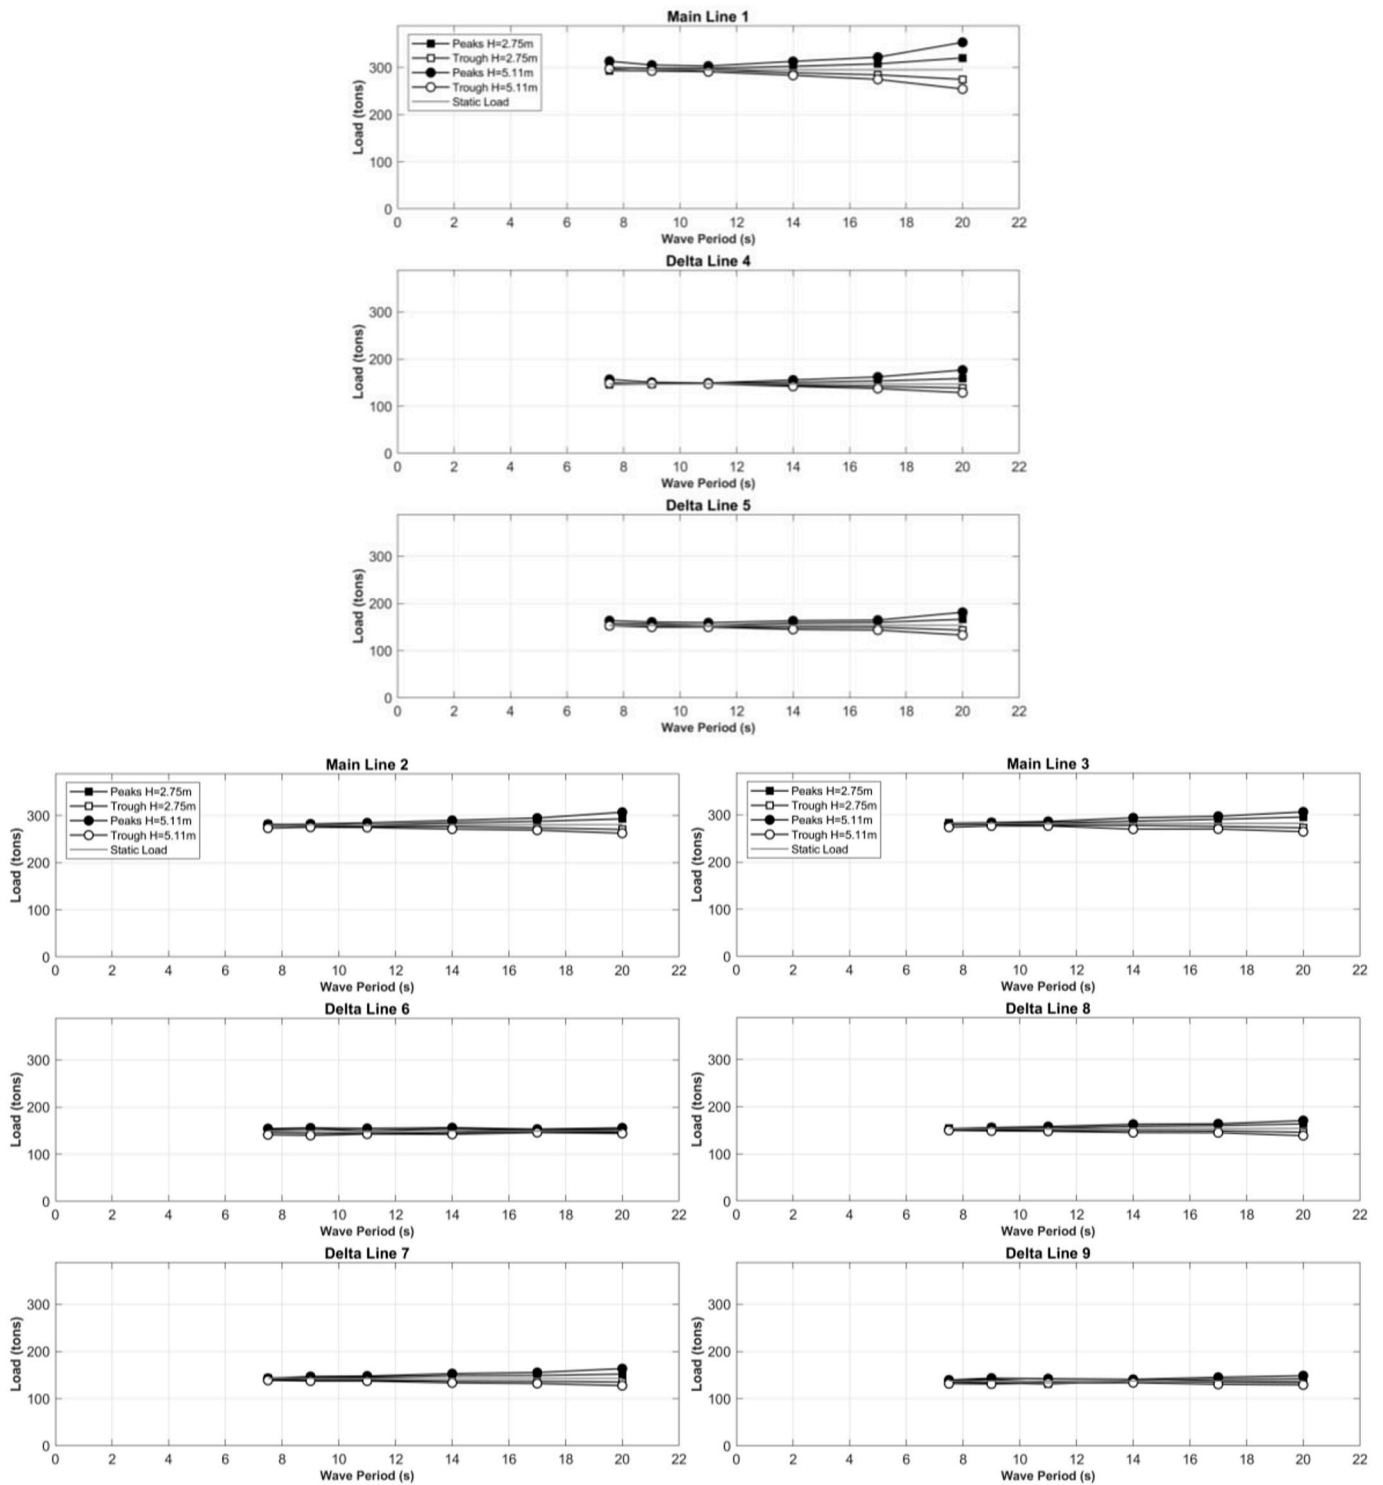 Main Line 1
Peaks H=2.75m
Trough H=2.75m
Peaks H=5.11m
Trough H=5.11m
Static Load
Load (tons)
300
200
100
0
0 2 4 6 8 10 12 14 16 18 20 22
Wave Period (s)
Delta Line 4
Load (tons)
300
200
100
0
0 2 4 6 8 10 12 14 16 18 20 22
Wave Period (s)
Delta Line 5
Load (tons)
300
200
100
0
0 2 4 6 8 10 12 14 16 18 20 22
Wave Period (s)
Main Line 2
Peaks H=2.75m
Trough H=2.75m
Peaks H=5.11m
Trough H=5.11m
Static Load
Load (tons)
300
200
100
0
0 2 4 6 8 10 12 14 16 18 20 22
Wave Period (s)
Main Line 3
Peaks H=2.75m
Trough H=2.75m
Peaks H=5.11m
Trough H=5.11m
Static Load
Load (tons)
300
200
100
0
0 2 4 6 8 10 12 14 16 18 20 22
Wave Period (s)
Delta Line 6
Load (tons)
300
200
100
0
0 2 4 6 8 10 12 14 16 18 20 22
Wave Period (s)
Delta Line 8
Load (tons)
300
200
100
0
0 2 4 6 8 10 12 14 16 18 20 22
Wave Period (s)
Delta Line 7
Load (tons)
300
200
100
0
0 2 4 6 8 10 12 14 16 18 20 22
Wave Period (s)
Delta Line 9
Load (tons)
300
200
100
0
0 2 4 6 8 10 12 14 16 18 20 22
Wave Period (s)